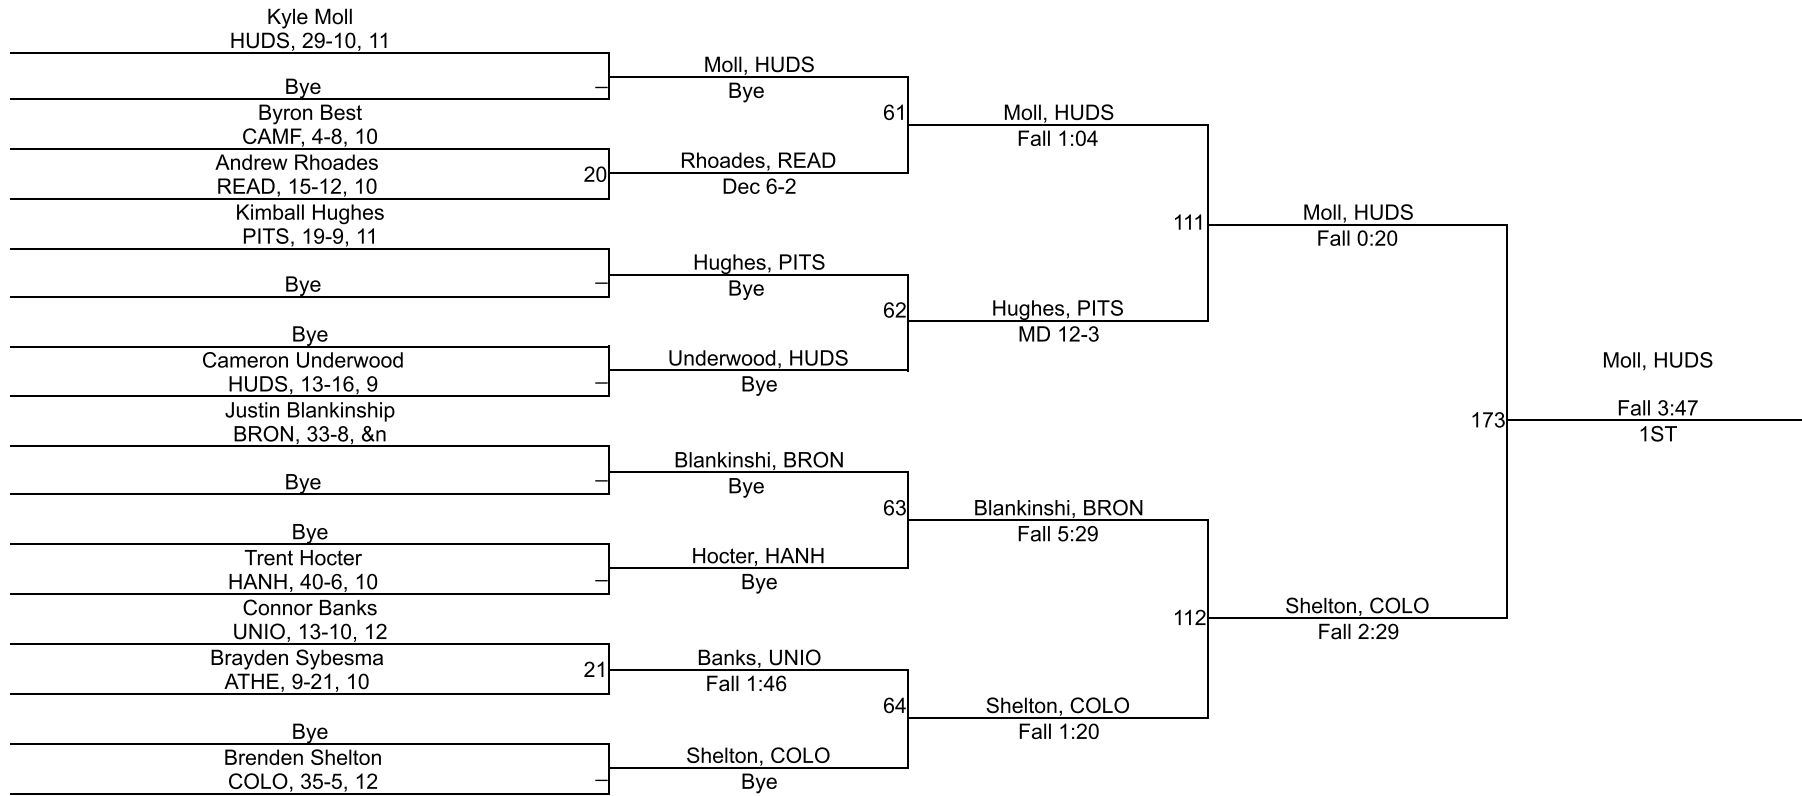 Kyle Moll
HUDS, 29-10, 11
Bye
Byron Best
CAMF, 4-8, 10
Andrew Rhoades
READ, 15-12, 10
20
Kimball Hughes
PITS, 19-9, 11
Bye
Bye
Cameron Underwood
HUDS, 13-16, 9
Justin Blankinship
BRON, 33-8, &n
Bye
Bye
Trent Hocter
HANH, 40-6, 10
Connor Banks
UNIO, 13-10, 12
Brayden Sybesma
ATHE, 9-21, 10
21
Bye
Brenden Shelton
COLO, 35-5, 12
Moll, HUDS
Bye
61
Rhoades, READ
Dec 6-2
Hughes, PITS
Bye
62
Underwood, HUDS
Bye
Blankinshi, BRON
Bye
63
Hocter, HANH
Bye
Banks, UNIO
Fall 1:46
64
Shelton, COLO
Bye
Moll, HUDS
Fall 1:04
111
Hughes, PITS
MD 12-3
Blankinshi, BRON
Fall 5:29
112
Shelton, COLO
Fall 1:20
Moll, HUDS
Fall 0:20
173
Shelton, COLO
Fall 2:29
Moll, HUDS
Fall 3:47
1ST